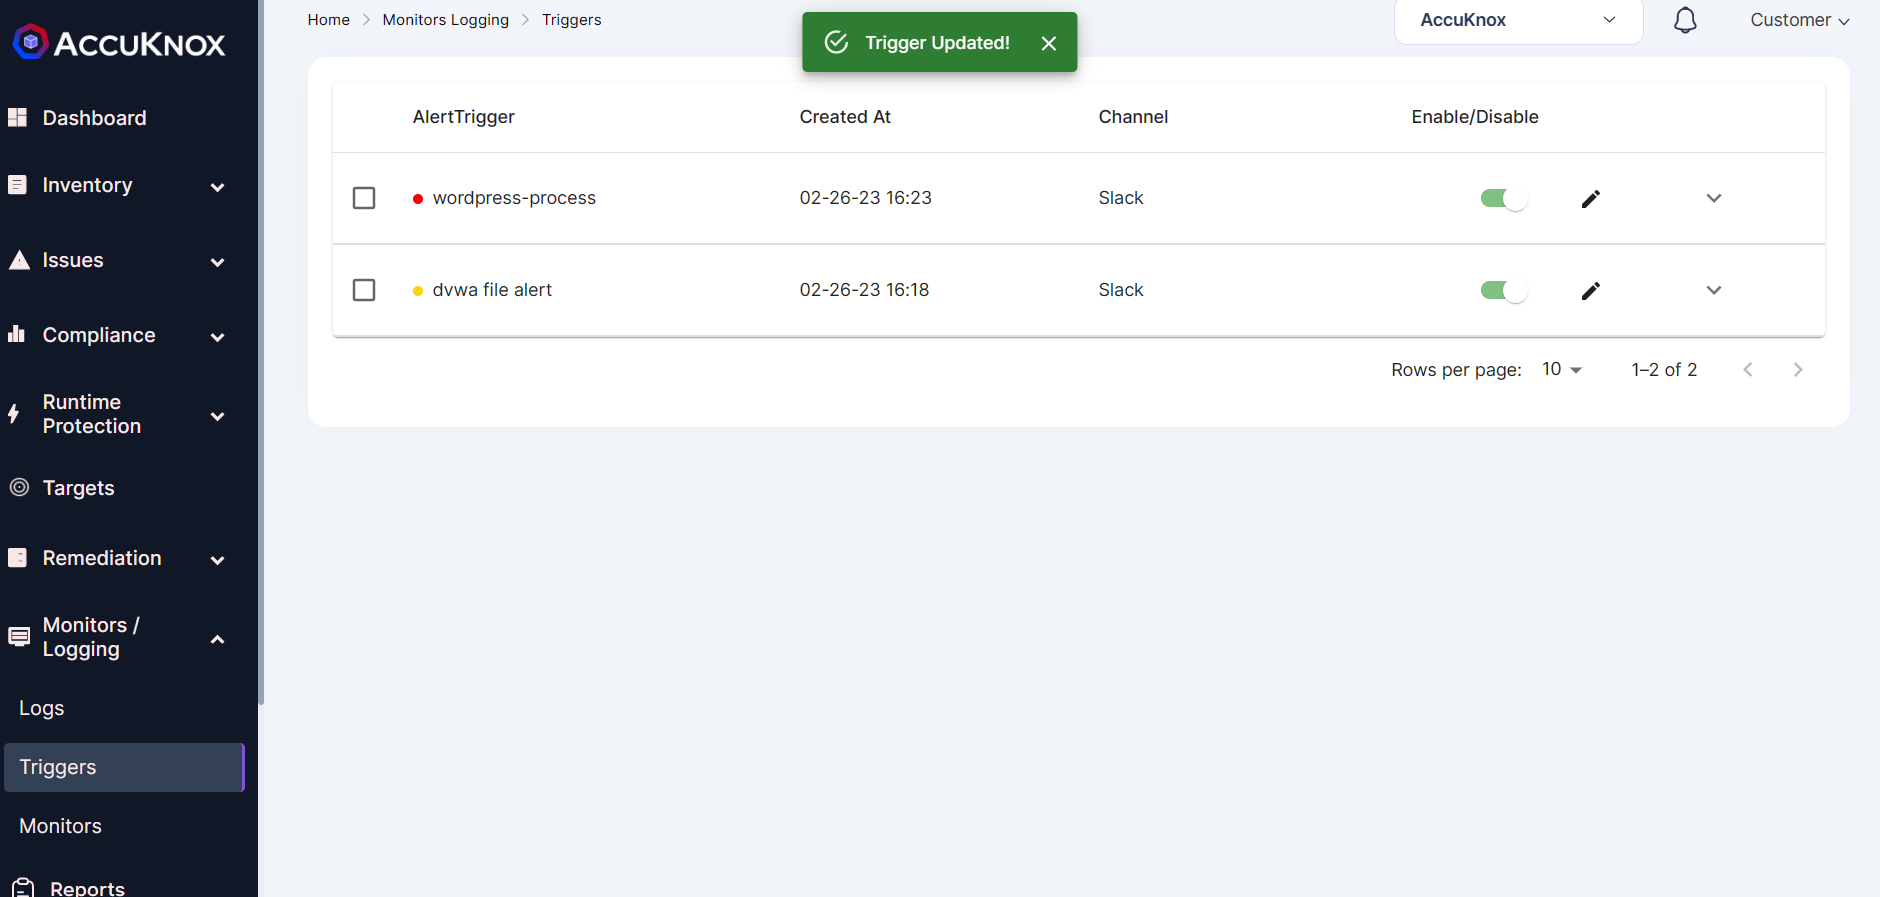 ACCUKNOX
Dashboard
Inventory
Issues
Compliance
Runtime
Protection
Targets
Remediation
Monitors /
Logging
Logs
Triggers
Monitors
Reports
Home > Monitors Logging > Triggers
Trigger Updated!
AccuKnox
Customer
AlertTrigger Created At Channel Enable/Disable
wordpress-process 02-26-23 16:23 Slack
dvwa file alert 02-26-23 16:18 Slack
Rows per page: 10 1–2 of 2